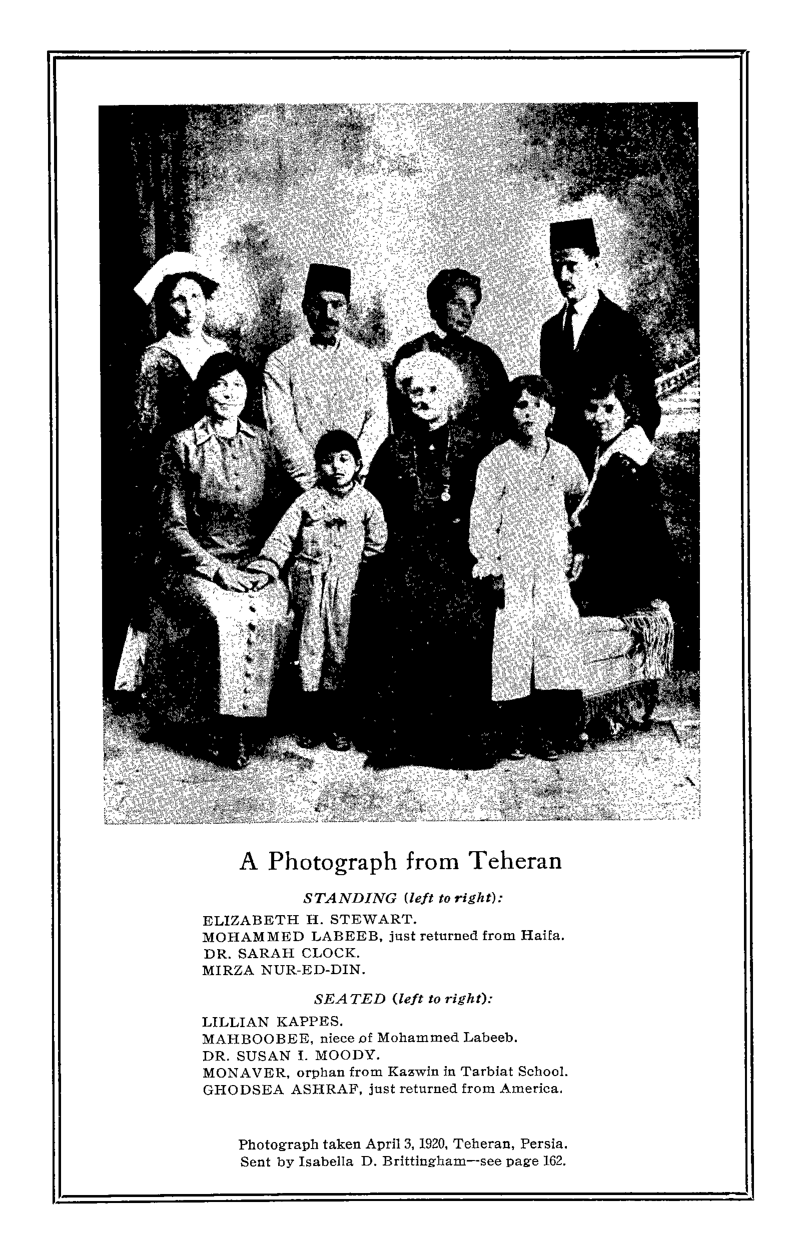 A Photograph from Teheran
STANDING (left to right):
ELIZABETH H. STEWART.
MOHAMMED LABEEB, just returned from Haifa.
DR. SARAH CLOCK.
MIRZA NUR-ED-DIN.
SEATED (left to right):
LILLIAN KAPPES.
MAHBOOBEE, niece of Mohammed Labeeb.
DR. SUSAN I. MOODY.
MONAVER, orphan from Kazwin in Tarbiat School.
GHODSEA ASHRAF, just returned from America.
Photograph taken April 3, 1920, Teheran, Persia.
Sent by Isabella D. Brittingham—see page 162.